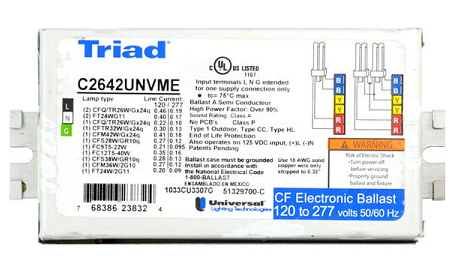 Triad
C2642UNVME
C UL US LISTED
11C7
Lamp type Line Current
120 / 277
(2) CFQ/TR26W/Gx24q 0.46 0.19
(2) FT24W/2G11 0.40 0.17
(1) CFQ/TR26W/Gx24q 0.22 0.10
(1) CFTR32W/Gx24q 0.30 0.13
(1) CFM42W/Gx24q 0.41 0.18
(1) CFS28W/GR10q 0.27 0.12
(1) FC9T5-22W 0.21 0.095
(1) FC12T5-40W 0.35 0.16
(1) CFS38W/GR10q 0.28 0.13
(1) CFM36W/2G10 0.27 0.13
(1) FT24W/2G11 0.20 0.09
L
N
G
Input terminals L N G intended
for one supply connection only
tc= 75°C max
Ballast A Semi Conducteur
High Power Factor: Over 90%
Sound Rating: Class A
No PCB's Class P
Type 1 Outdoor, Type CC, Type HL
End of Life Protection
Also operates on 125 VDC input, (+)L (-)N
Patents Pending
Ballast case must be grounded
Install in accordance with
the National Electrical Code
1-800-BALLAST
ENSAMBLADO EN MEXICO
1033CU3307G 51329700-C
Use 18 AWG solid
copper wire only
stripped to 0.38"
B
B
Y
Y
R
R
B
B
Y
Y
R
R
WARNING
Risk of Electric Shock
• Turn power off
before servicing
• Properly ground
ballast and fixture
7 68386 23832 4
Universal
Lighting Technologies
CF Electronic Ballast
120 to 277 volts 50/60 Hz